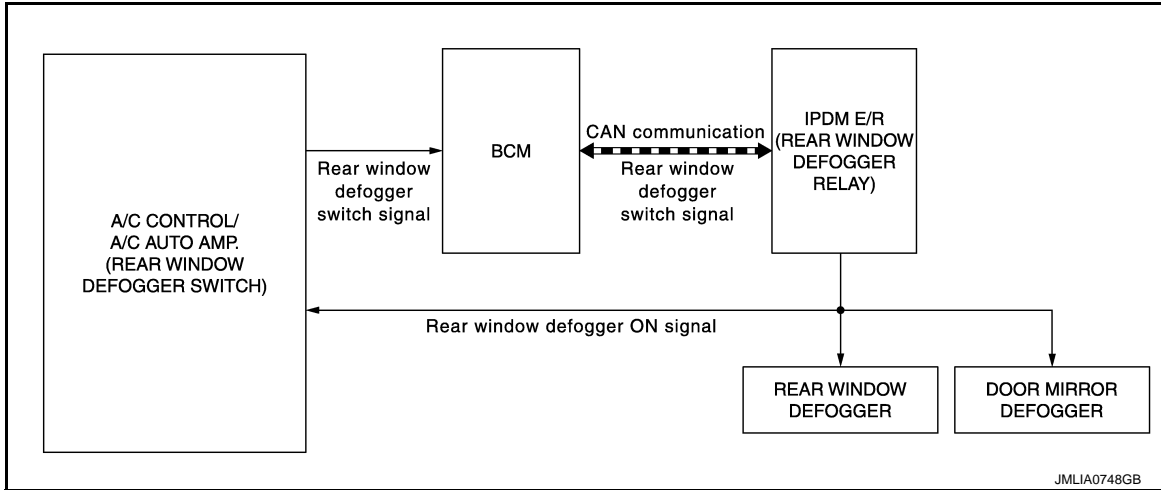 A/C CONTROL/
A/C AUTO AMP.
(REAR WINDOW
DEFOGGER SWITCH)
Rear window
defogger
switch signal
BCM
CAN communication
Rear window
defogger
switch signal
IPDM E/R
(REAR WINDOW
DEFOGGER
RELAY)
Rear window defogger ON signal
REAR WINDOW
DEFOGGER
DOOR MIRROR
DEFOGGER
JMLIA0748GB